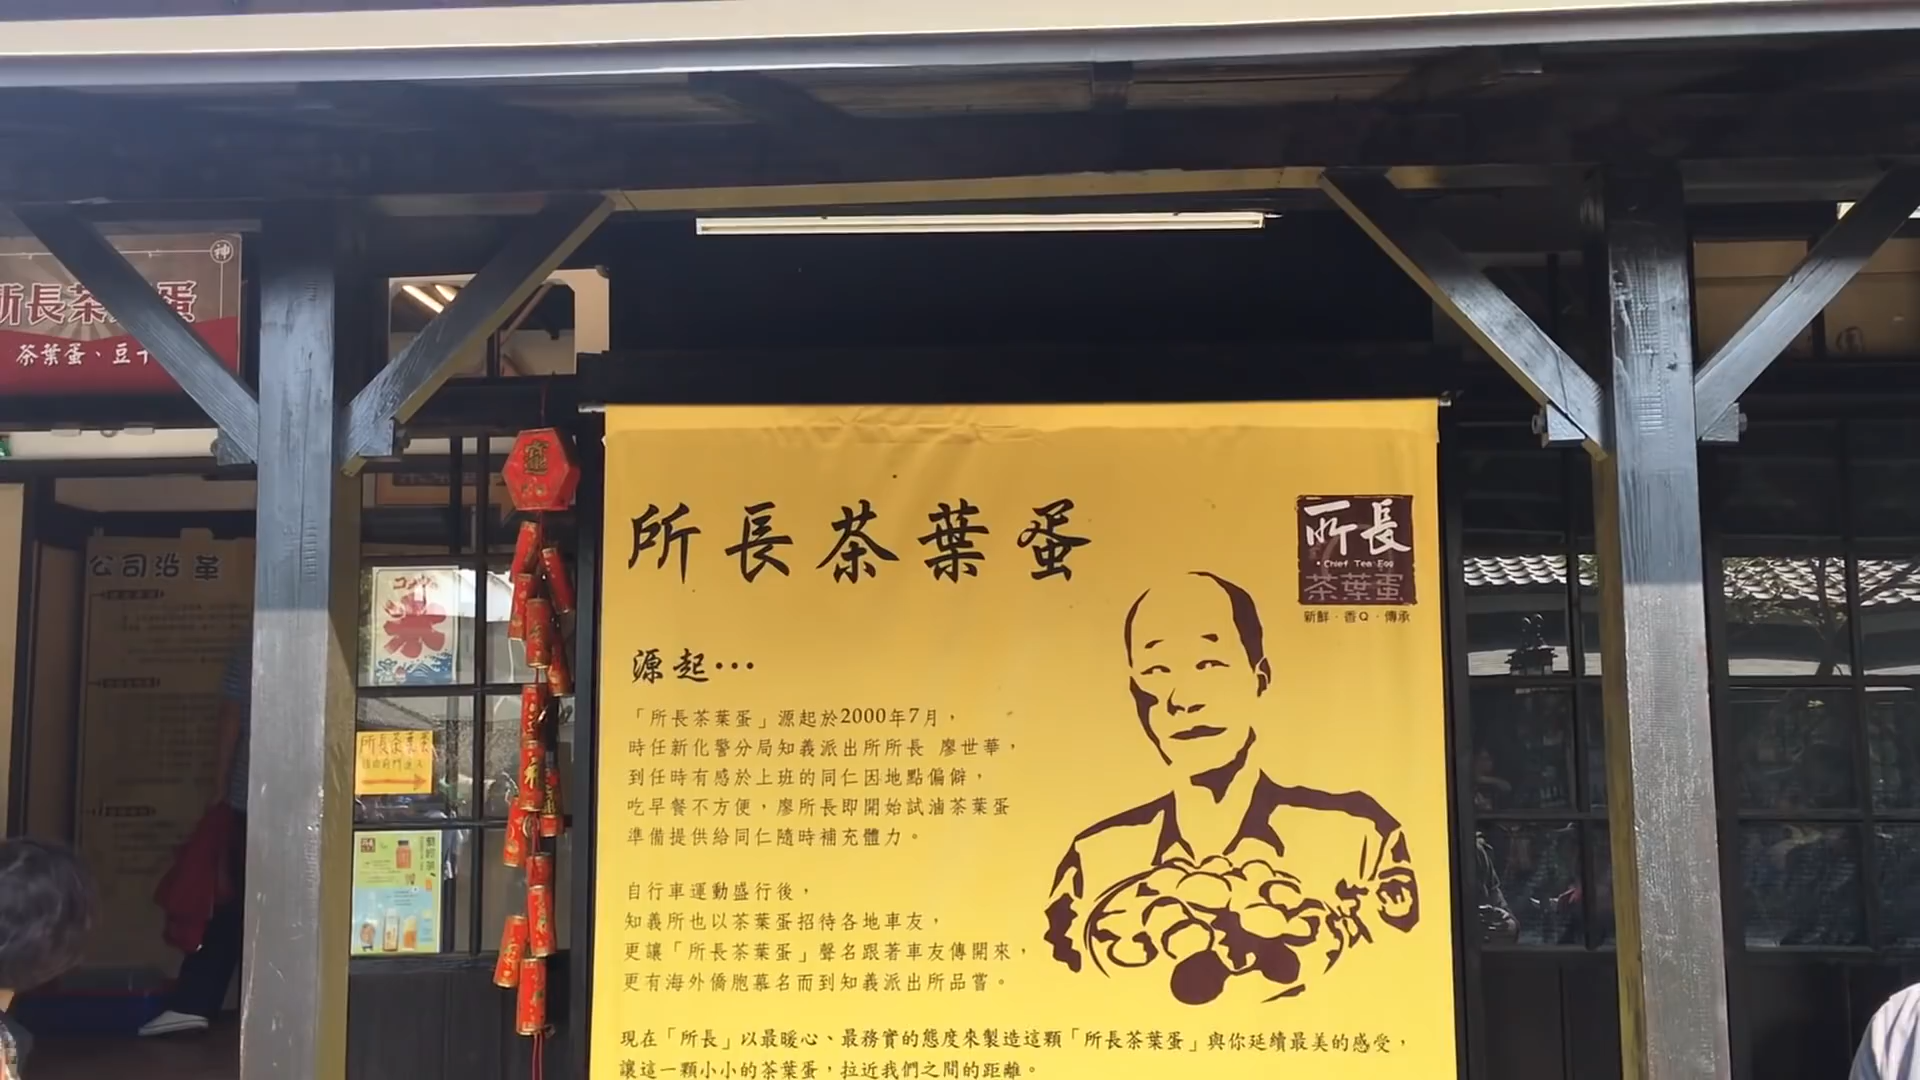 神
所長茶葉蛋
茶葉蛋、豆干
公司沿革
所長茶葉蛋
所長
Chief Tea Egg
茶葉蛋
新鮮·香Q·傳承
源起···
「所長茶葉蛋」源起於2000年7月，
時任新化警分局知義派出所所長 廖世華，
到任時有感於上班的同仁因地點偏僻，
吃早餐不方便，廖所長即開始試滷茶葉蛋
準備提供給同仁隨時補充體力。
自行車運動盛行後，
知義所也以茶葉蛋招待各地車友，
更讓「所長茶葉蛋」聲名跟著車友傳開來，
更有海外僑胞慕名而到知義派出所品嘗。
現在「所長」以最暖心、最務實的態度來製造這顆「所長茶葉蛋」與你延續最美的感受，
讓這一顆小小的茶葉蛋，拉近我們之間的距離。